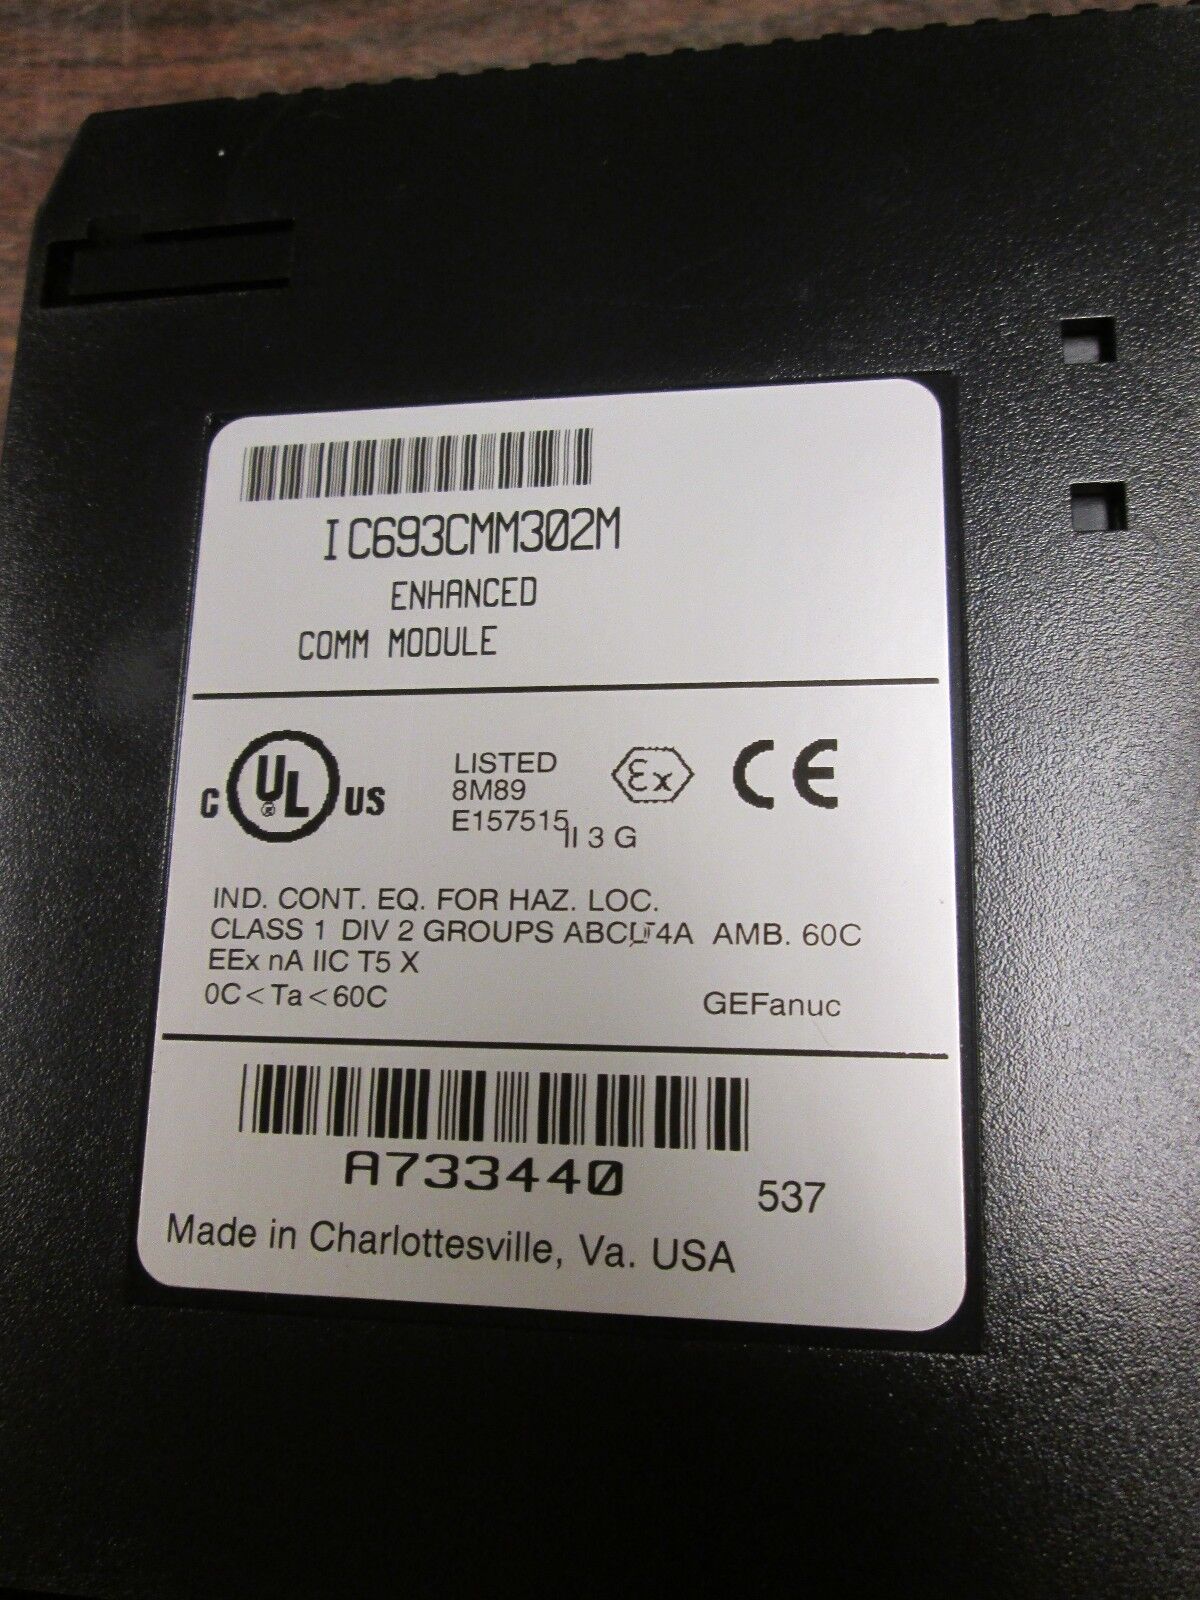 IC693CMM302M
ENHANCED
COMM MODULE
C UL ® US
LISTED
8M89
E157515
Ex
CE
II 3 G
IND. CONT. EQ. FOR HAZ. LOC.
CLASS 1 DIV 2 GROUPS ABCDT4A AMB. 60C
EEx nA IIC T5 X
0C<Ta<60C
GEFanuc
A733440
537
Made in Charlottesville, Va. USA